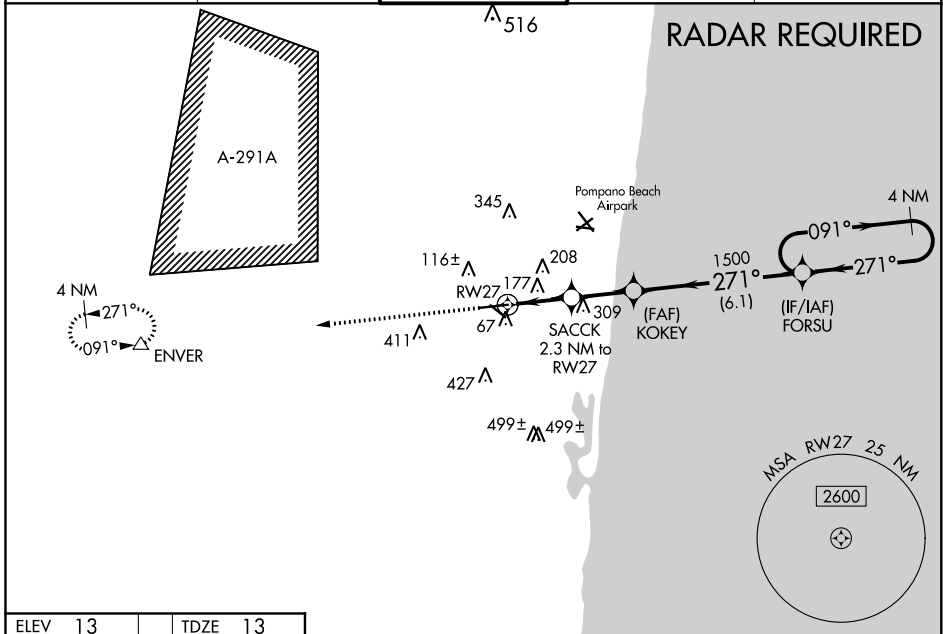 516
RADAR REQUIRED
A-291A
Pompano Beach
Airpark
345
4 NM
091°
116±
208
1500
271°
271°
(6.1)
177
RW27
4 NM
271°
(IF/IAF)
FORSU
(FAF)
KOKEY
309
67
SACCK
2.3 NM to
RW27
411
091°
ENVER
427
499±
499±
MSA RW27 25 NM
2600
ELEV 13
TDZE 13